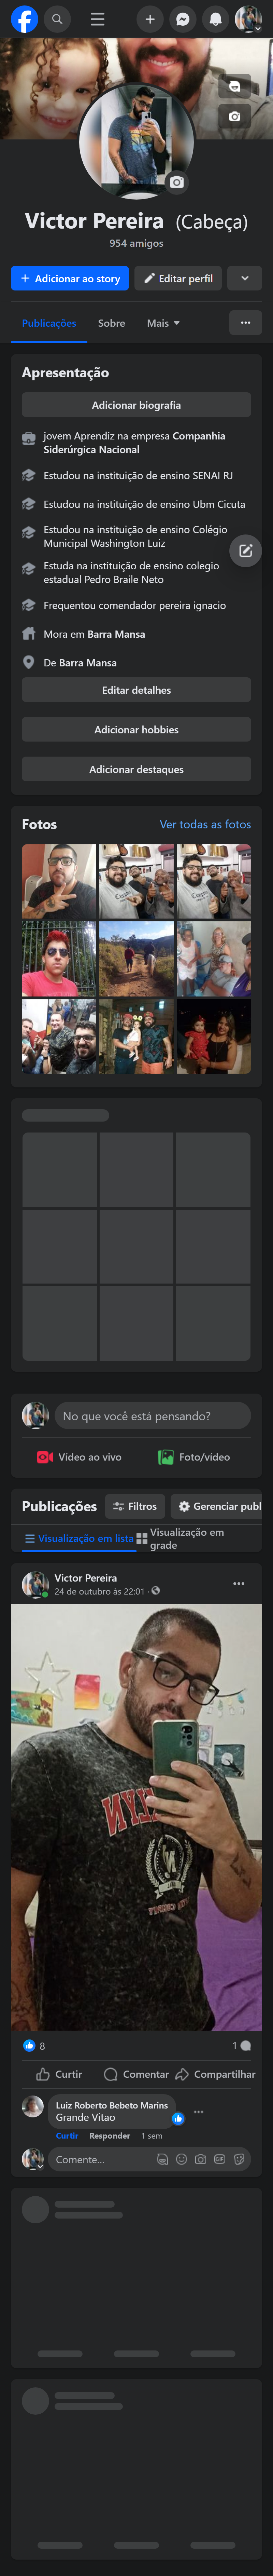 Victor Pereira (Cabeça)
954 amigos
Adicionar ao story
Editar perfil
Publicações
Sobre
Mais
Apresentação
Adicionar biografia
jovem Aprendiz na empresa Companhia
Siderúrgica Nacional
Estudou na instituição de ensino SENAI RJ
Estudou na instituição de ensino Ubm Cicuta
Estudou na instituição de ensino Colégio
Municipal Washington Luiz
Estuda na instituição de ensino colegio
estadual Pedro Braile Neto
Frequentou comendador pereira ignacio
Mora em Barra Mansa
De Barra Mansa
Editar detalhes
Adicionar hobbies
Adicionar destaques
Fotos
Ver todas as fotos
No que você está pensando?
Vídeo ao vivo
Foto/vídeo
Publicações
Filtros
Gerenciar publ
Visualização em lista
Visualização em
grade
Victor Pereira
24 de outubro às 22:01 ·
8
1
Curtir
Comentar
Compartilhar
Luiz Roberto Bebeto Marins
Grande Vitao
Curtir
Responder
1 sem
Comente...